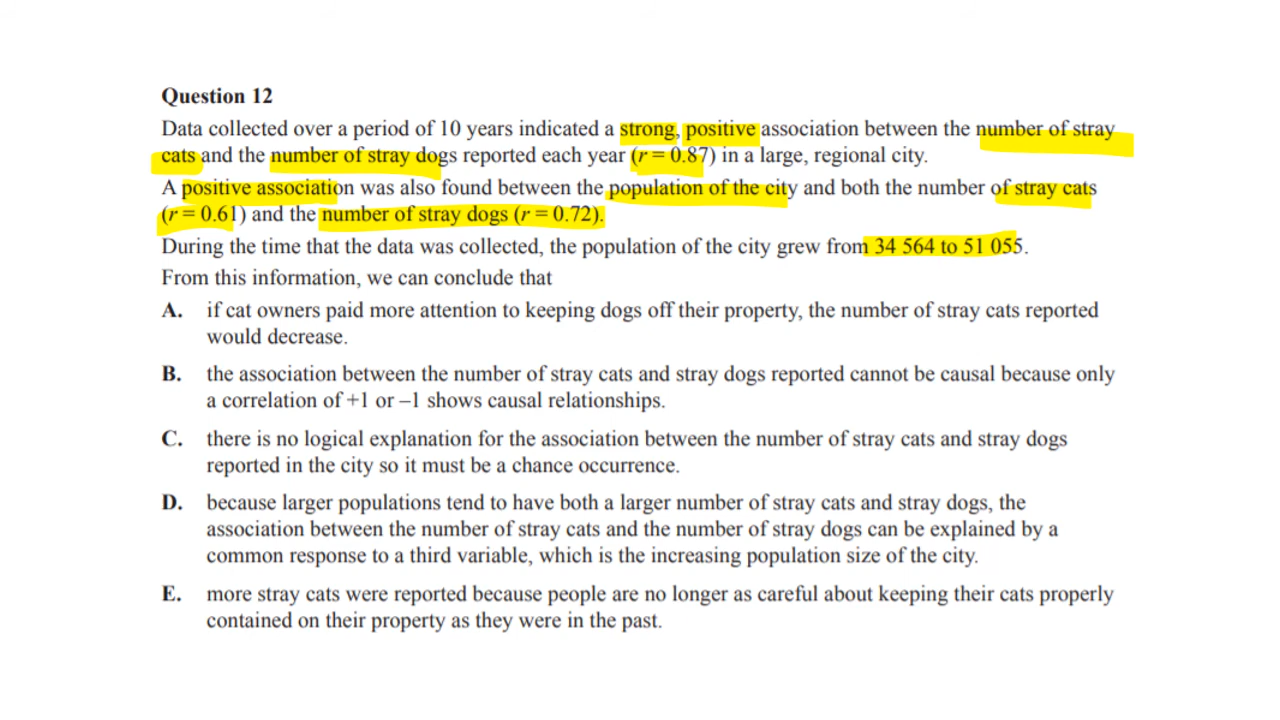 Question 12
Data collected over a period of 10 years indicated a strong, positive association between the number of stray
cats and the number of stray dogs reported each year (r = 0.87) in a large, regional city.
A positive association was also found between the population of the city and both the number of stray cats
(r = 0.61) and the number of stray dogs (r = 0.72).
During the time that the data was collected, the population of the city grew from 34 564 to 51 055.
From this information, we can conclude that
A. if cat owners paid more attention to keeping dogs off their property, the number of stray cats reported
would decrease.
B. the association between the number of stray cats and stray dogs reported cannot be causal because only
a correlation of +1 or –1 shows causal relationships.
C. there is no logical explanation for the association between the number of stray cats and stray dogs
reported in the city so it must be a chance occurrence.
D. because larger populations tend to have both a larger number of stray cats and stray dogs, the
association between the number of stray cats and the number of stray dogs can be explained by a
common response to a third variable, which is the increasing population size of the city.
E. more stray cats were reported because people are no longer as careful about keeping their cats properly
contained on their property as they were in the past.